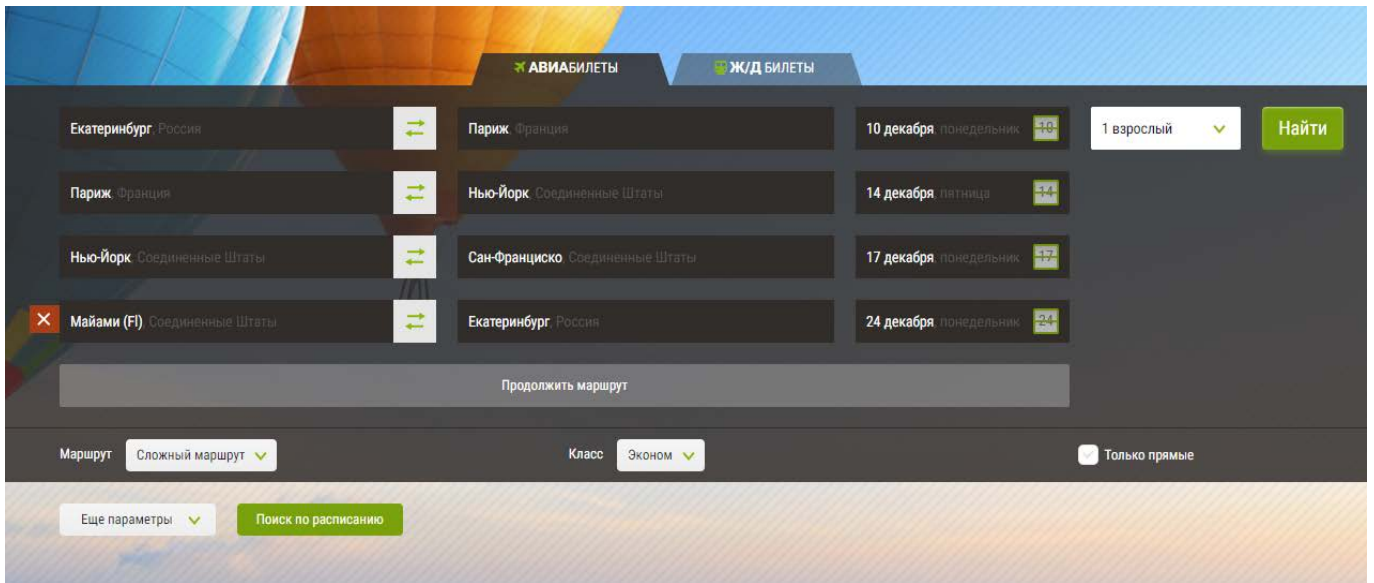 АВИАБИЛЕТЫ Ж/Д БИЛЕТЫ
Екатеринбург, Россия Париж, Франция 10 декабря, понедельник 10 1 взрослый Найти
Париж, Франция Нью-Йорк, Соединенные Штаты 14 декабря, пятница 14
Нью-Йорк, Соединенные Штаты Сан-Франциско, Соединенные Штаты 17 декабря, понедельник 17
Майами (Fl), Соединенные Штаты Екатеринбург, Россия 24 декабря, понедельник 24
Продолжить маршрут
Маршрут Сложный маршрут Класс Эконом Только прямые
Еще параметры Поиск по расписанию